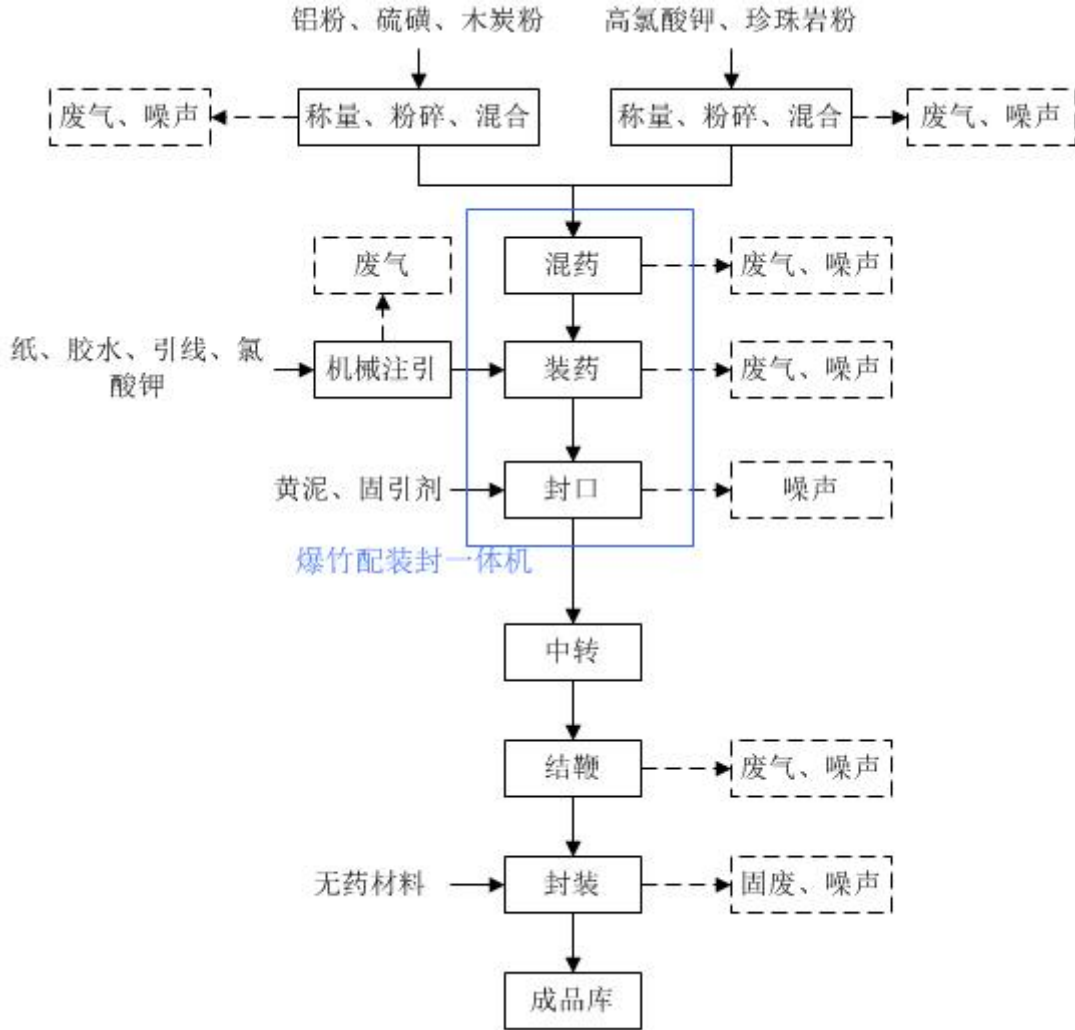 铝粉、硫磺、木炭粉
高氯酸钾、珍珠岩粉
废气、噪声
称量、粉碎、混合
称量、粉碎、混合
废气、噪声
废气
混药
废气、噪声
纸、胶水、引线、氯
酸钾
机械注引
装药
废气、噪声
黄泥、固引剂
封口
噪声
爆竹配装封一体机
中转
结鞭
废气、噪声
无药材料
封装
固废、噪声
成品库